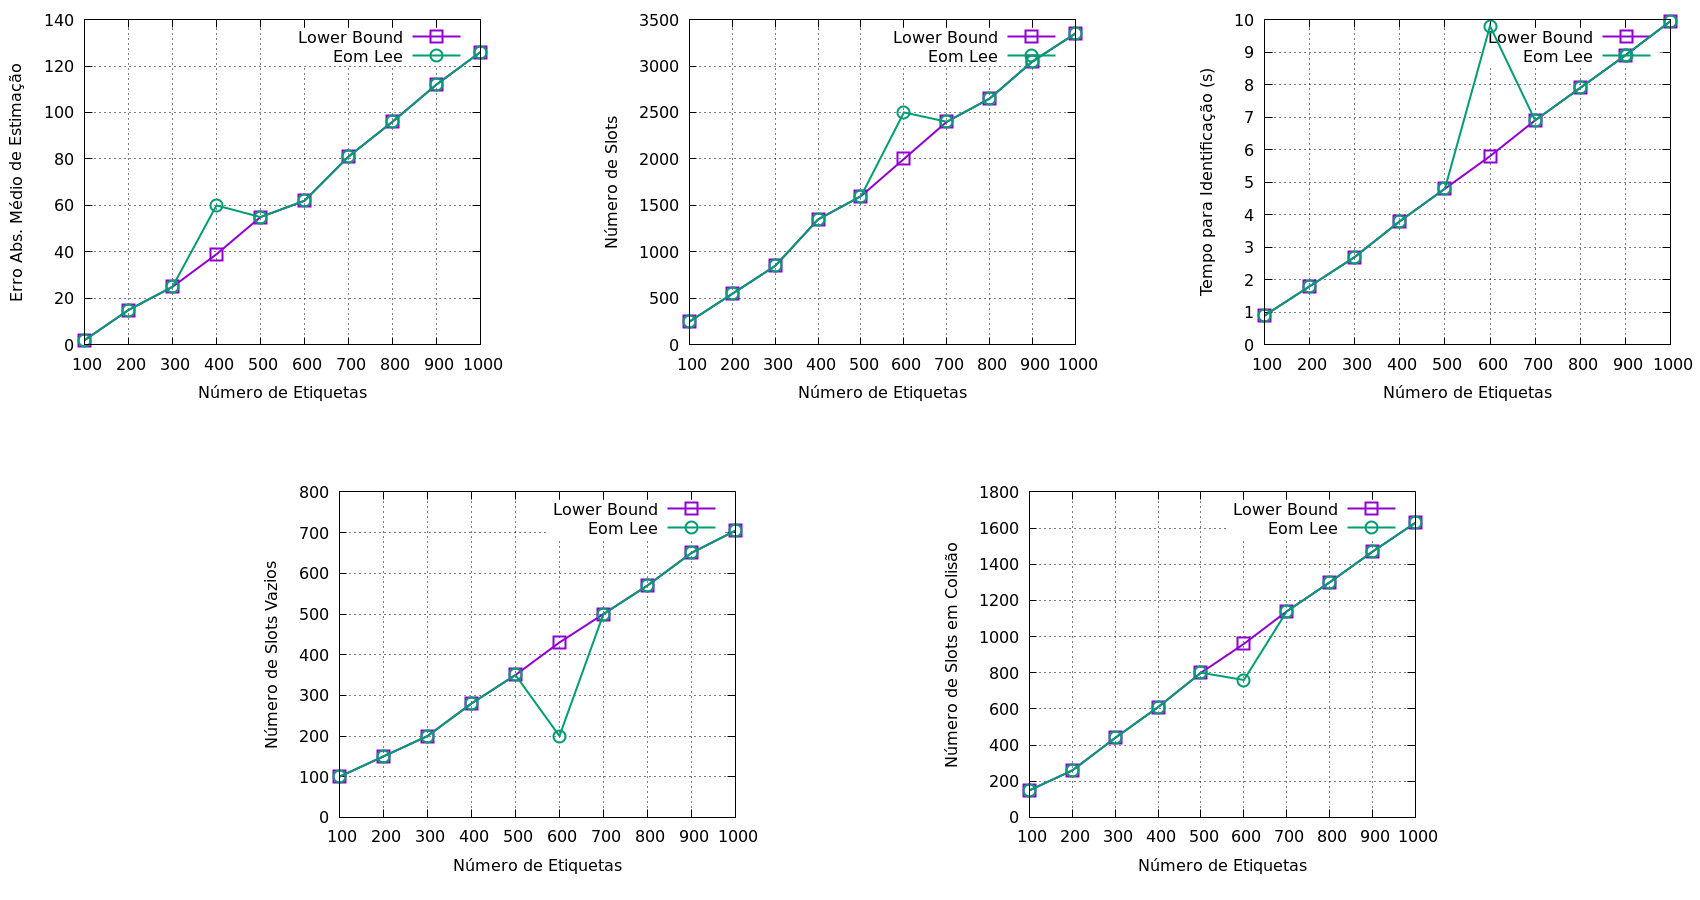 Erro Abs. Médio de Estimação
140
120
100
80
60
40
20
0
Lower Bound
Eom Lee
100 200 300 400 500 600 700 800 900 1000
Número de Etiquetas
Número de Slots
3500
3000
2500
2000
1500
1000
500
0
Lower Bound
Eom Lee
100 200 300 400 500 600 700 800 900 1000
Número de Etiquetas
Tempo para Identificação (s)
10
9
8
7
6
5
4
3
2
1
0
Lower Bound
Eom Lee
100 200 300 400 500 600 700 800 900 1000
Número de Etiquetas
Número de Slots Vazios
800
700
600
500
400
300
200
100
0
Lower Bound
Eom Lee
100 200 300 400 500 600 700 800 900 1000
Número de Etiquetas
Número de Slots em Colisão
1800
1600
1400
1200
1000
800
600
400
200
0
Lower Bound
Eom Lee
100 200 300 400 500 600 700 800 900 1000
Número de Etiquetas